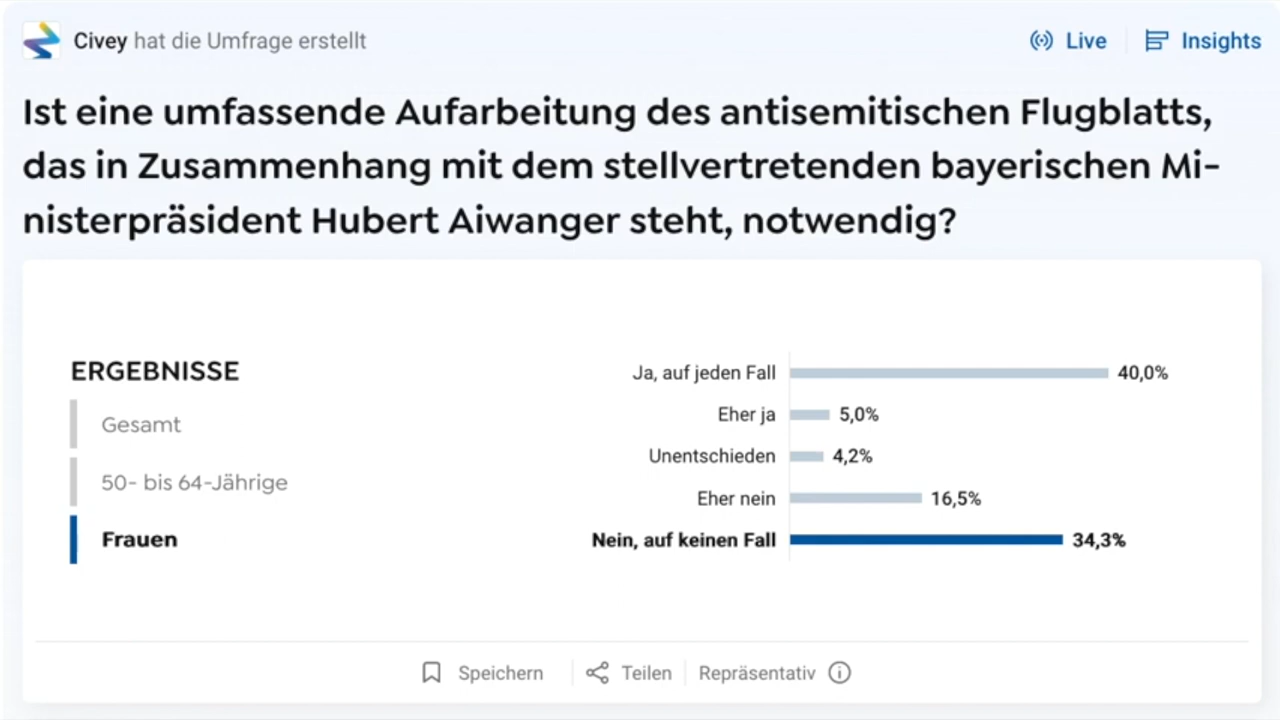 Civey hat die Umfrage erstellt
Live
Insights
Ist eine umfassende Aufarbeitung des antisemitischen Flugblatts,
das in Zusammenhang mit dem stellvertretenden bayerischen Mi-
nisterpräsident Hubert Aiwanger steht, notwendig?
ERGEBNISSE
Gesamt
50- bis 64-Jährige
Frauen
Ja, auf jeden Fall 40,0%
Eher ja 5,0%
Unentschieden 4,2%
Eher nein 16,5%
Nein, auf keinen Fall 34,3%
Speichern
Teilen
Repräsentativ